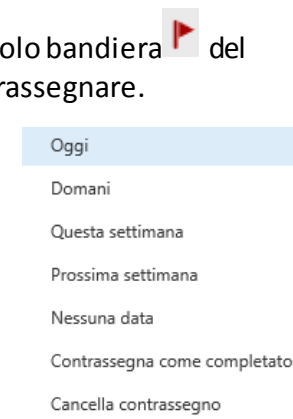 olo bandiera del
rassegnare.
Oggi
Domani
Questa settimana
Prossima settimana
Nessuna data
Contrassegna come completato
Cancella contrassegno